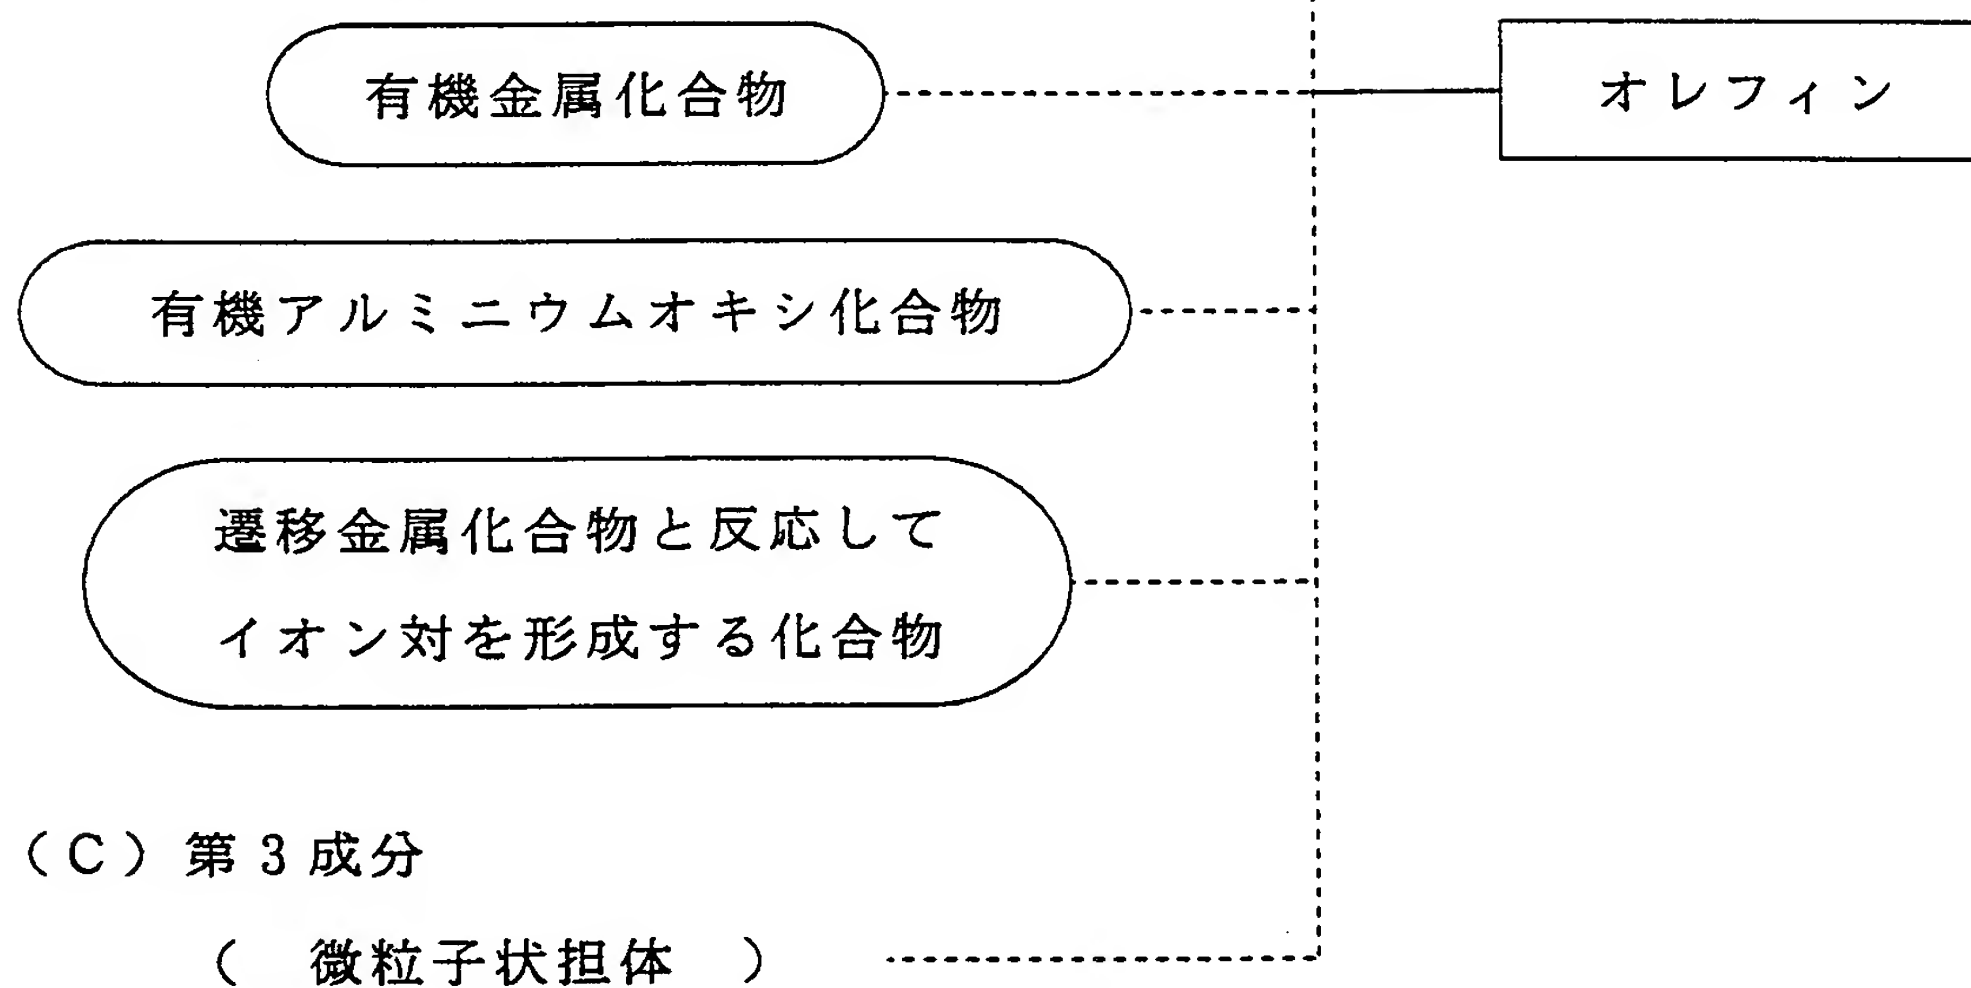 有機金属化合物
オレフィン
有機アルミニウムオキシ化合物
遷移金属化合物と反応して
イオン対を形成する化合物
(C)第3成分
( 微粒子状担体 )